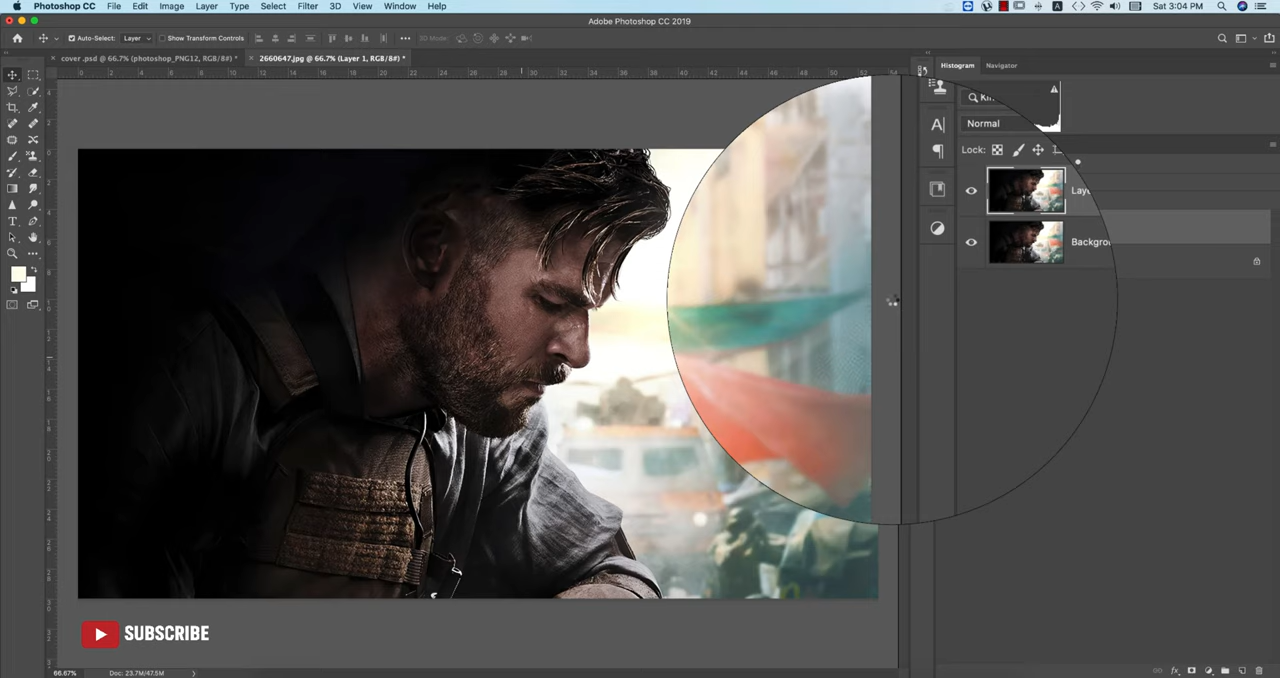 Photoshop CC File Edit Image Layer Type Select Filter 3D View Window Help
Sat 3:04 PM
Adobe Photoshop CC 2019
Auto-Select: Layer Show Transform Controls 3D Mode:
cover .psd @ 66.7% (photoshop_PNG12, RGB/8#) *
2660647.jpg @ 66.7% (Layer 1, RGB/8#) *
Histogram Navigator
Normal
Lock:
SUBSCRIBE
66.67% Doc: 23.7M/47.5M